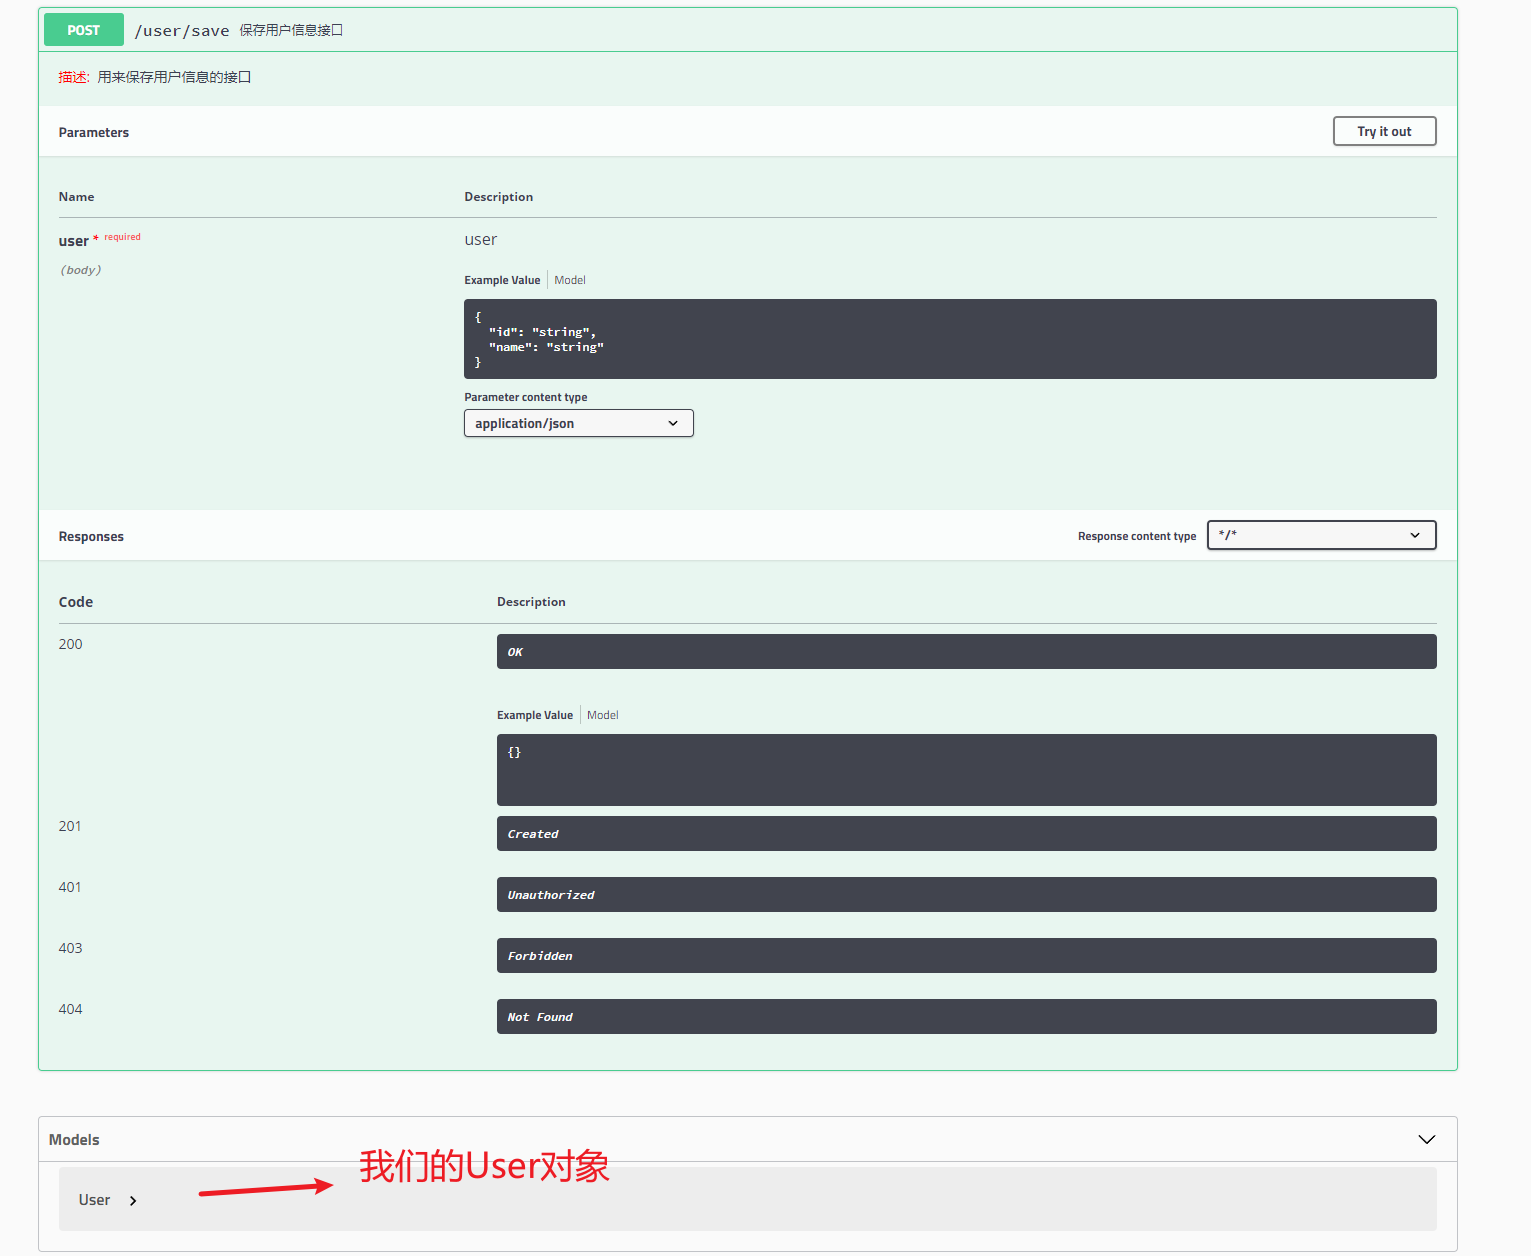 POST /user/save 保存用户信息接口
描述: 用来保存用户信息的接口
Parameters Try it out
Name Description
user * required user
(body)
Example Value Model
{
"id": "string",
"name": "string"
}
Parameter content type
application/json
Responses Response content type */*
Code Description
200 OK
Example Value Model
{}
201 Created
401 Unauthorized
403 Forbidden
404 Not Found
Models
我们的User对象
User